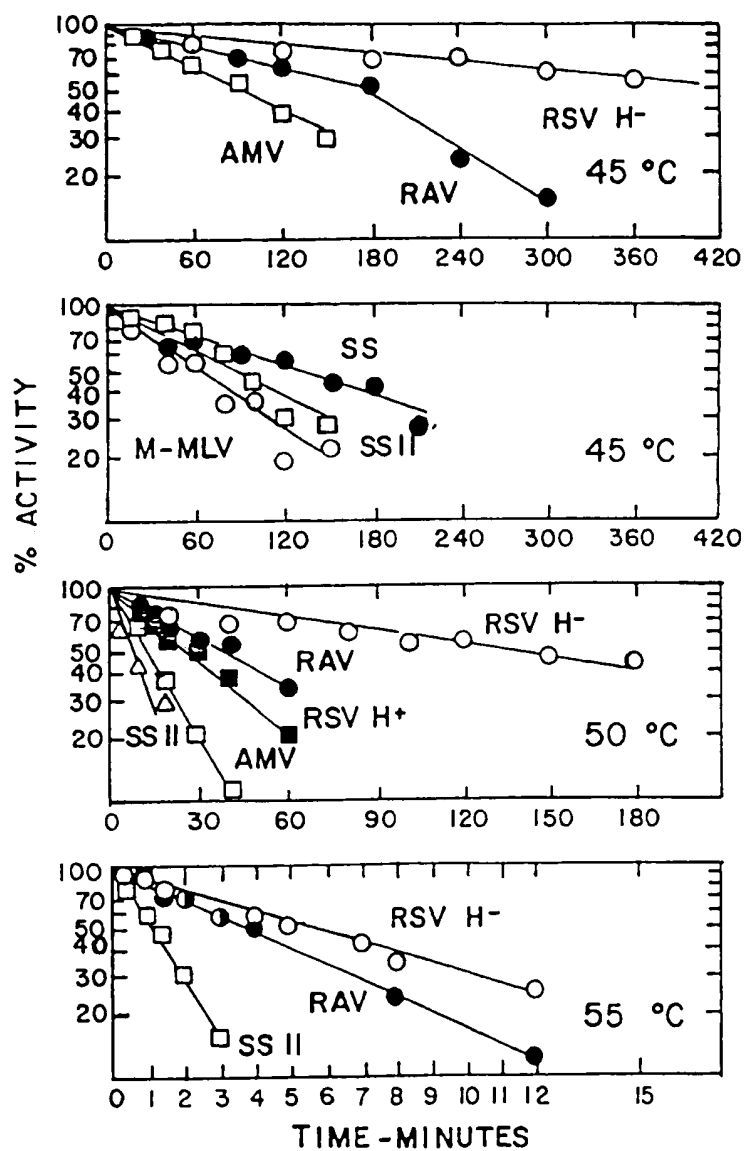 100
70
50
40
30
20
RSV H-
AMV
RAV
45 °C
0 60 120 180 240 300 360 420
100
70
50
40
30
20
SS
M-MLV
SS II
45 °C
0 60 120 180 240 300 360 420
% ACTIVITY
100
70
50
40
30
20
RSV H-
RAV
RSV H+
SS II
AMV
50 °C
0 30 60 90 120 150 180
100
70
50
40
30
20
RSV H-
RAV
SS II
55 °C
0 1 2 3 4 5 6 7 8 9 10 11 12 15
TIME-MINUTES